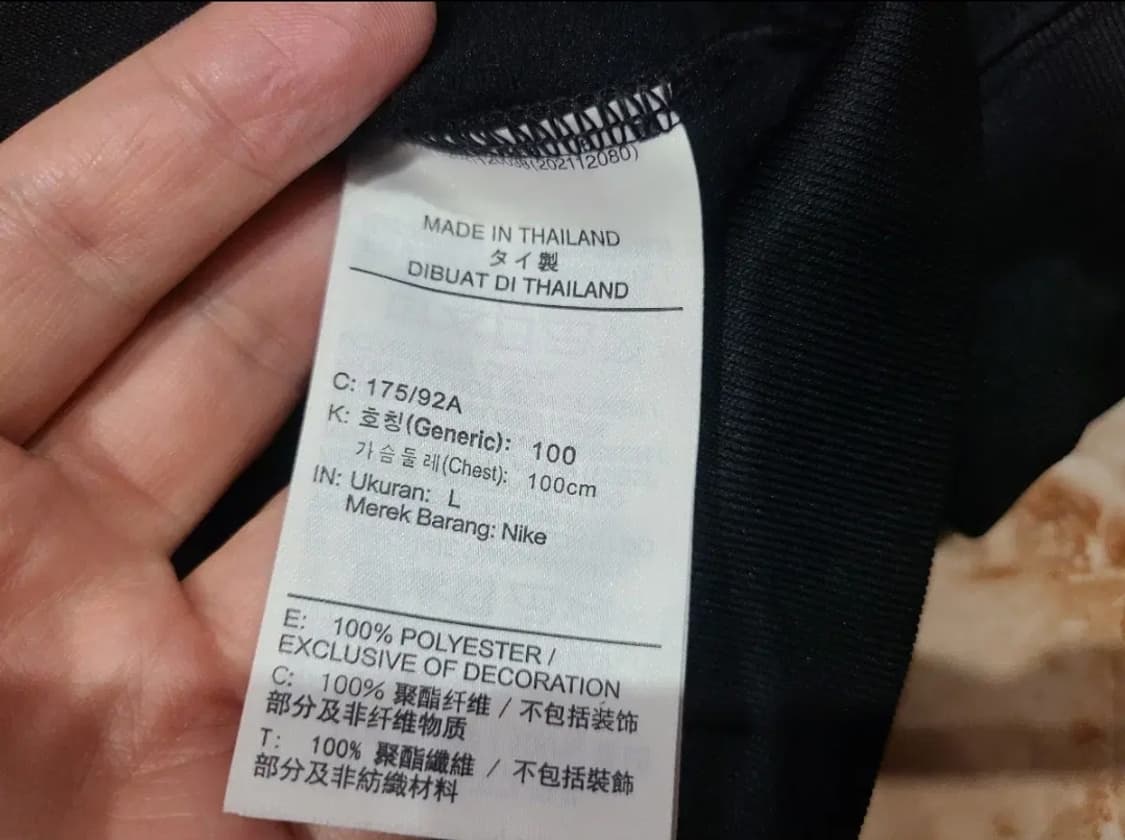 (202112080)
MADE IN THAILAND
タイ製
DIBUAT DI THAILAND
C: 175/92A
K: 호칭(Generic): 100
가슴둘레(Chest): 100cm
IN: Ukuran: L
Merek Barang: Nike
E: 100% POLYESTER /
EXCLUSIVE OF DECORATION
C: 100% 聚酯纤维 / 不包括装饰
部分及非纤维物质
T: 100% 聚酯纖維 / 不包括裝飾
部分及非紡織材料